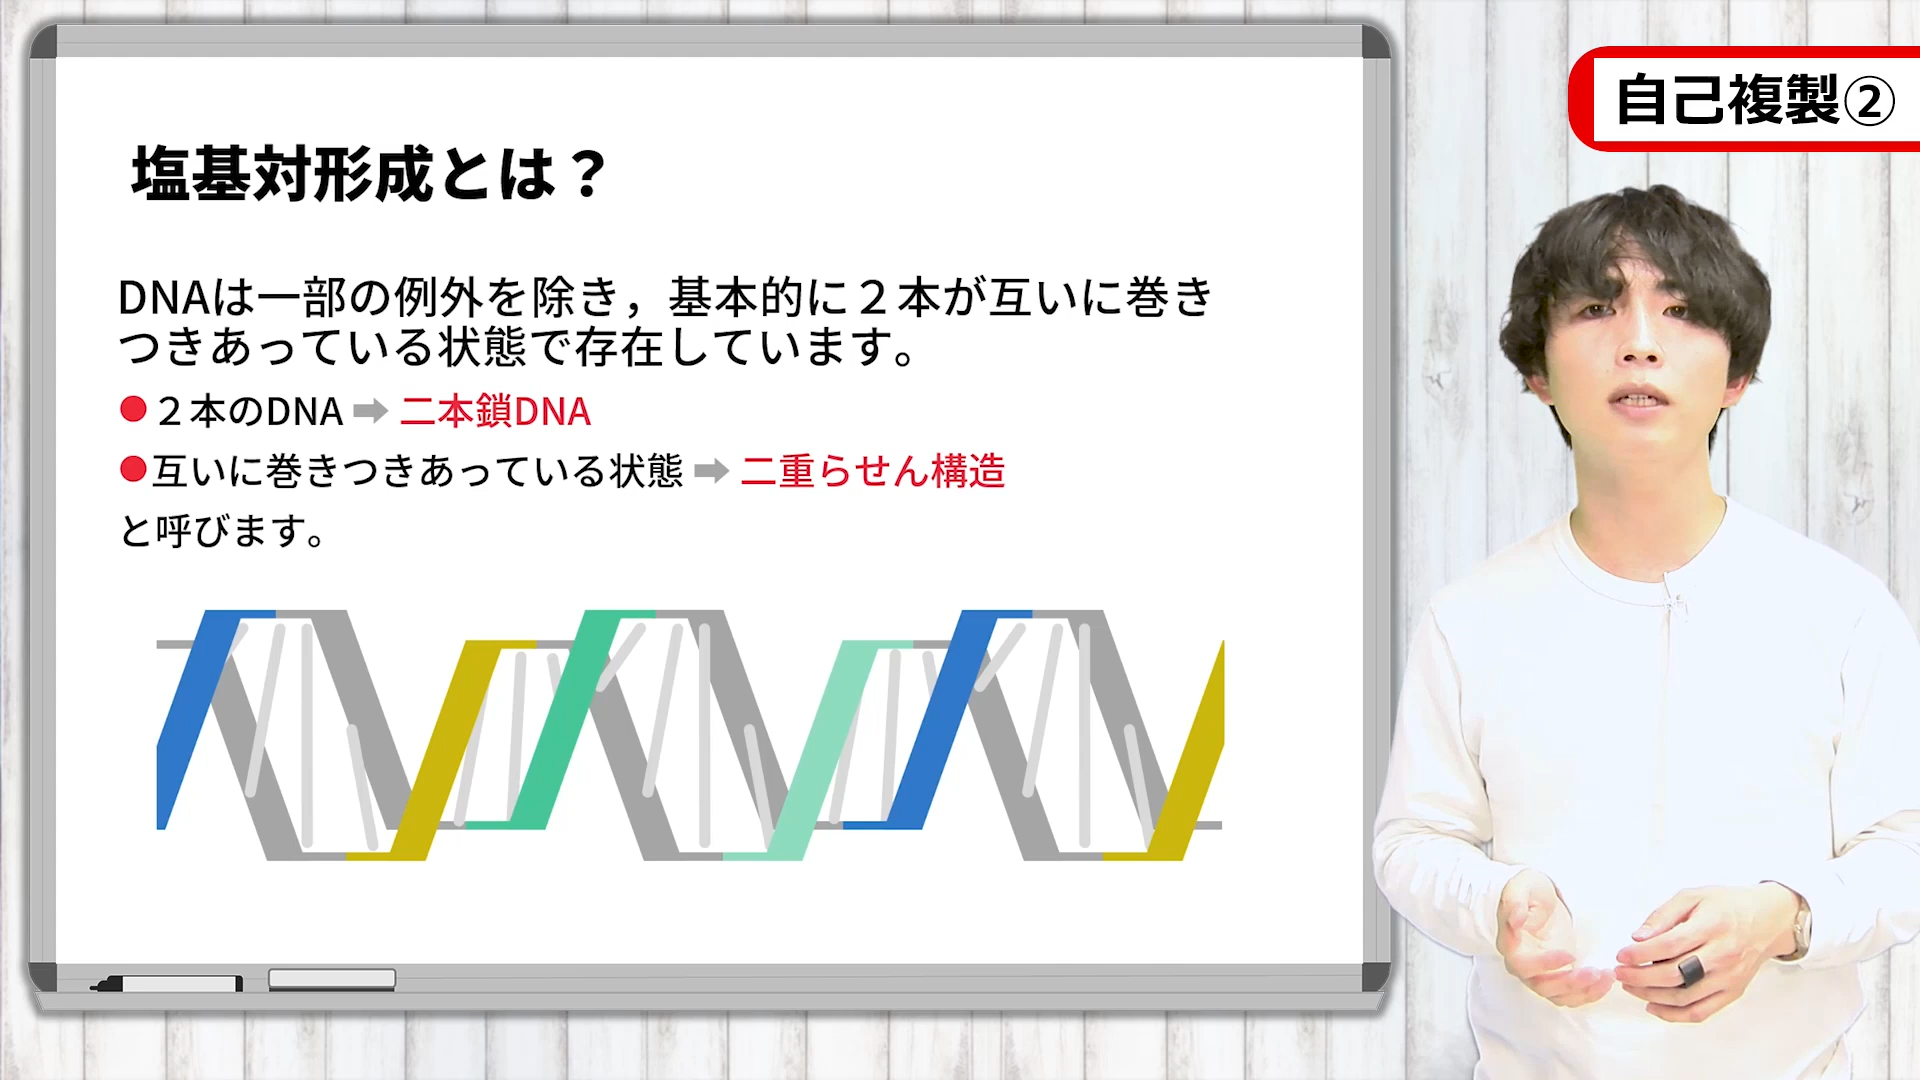 自己複製②
塩基対形成とは？
DNAは一部の例外を除き，基本的に２本が互いに巻き
つきあっている状態で存在しています。
●２本のDNA ➡ 二本鎖DNA
●互いに巻きつきあっている状態 ➡ 二重らせん構造
と呼びます。